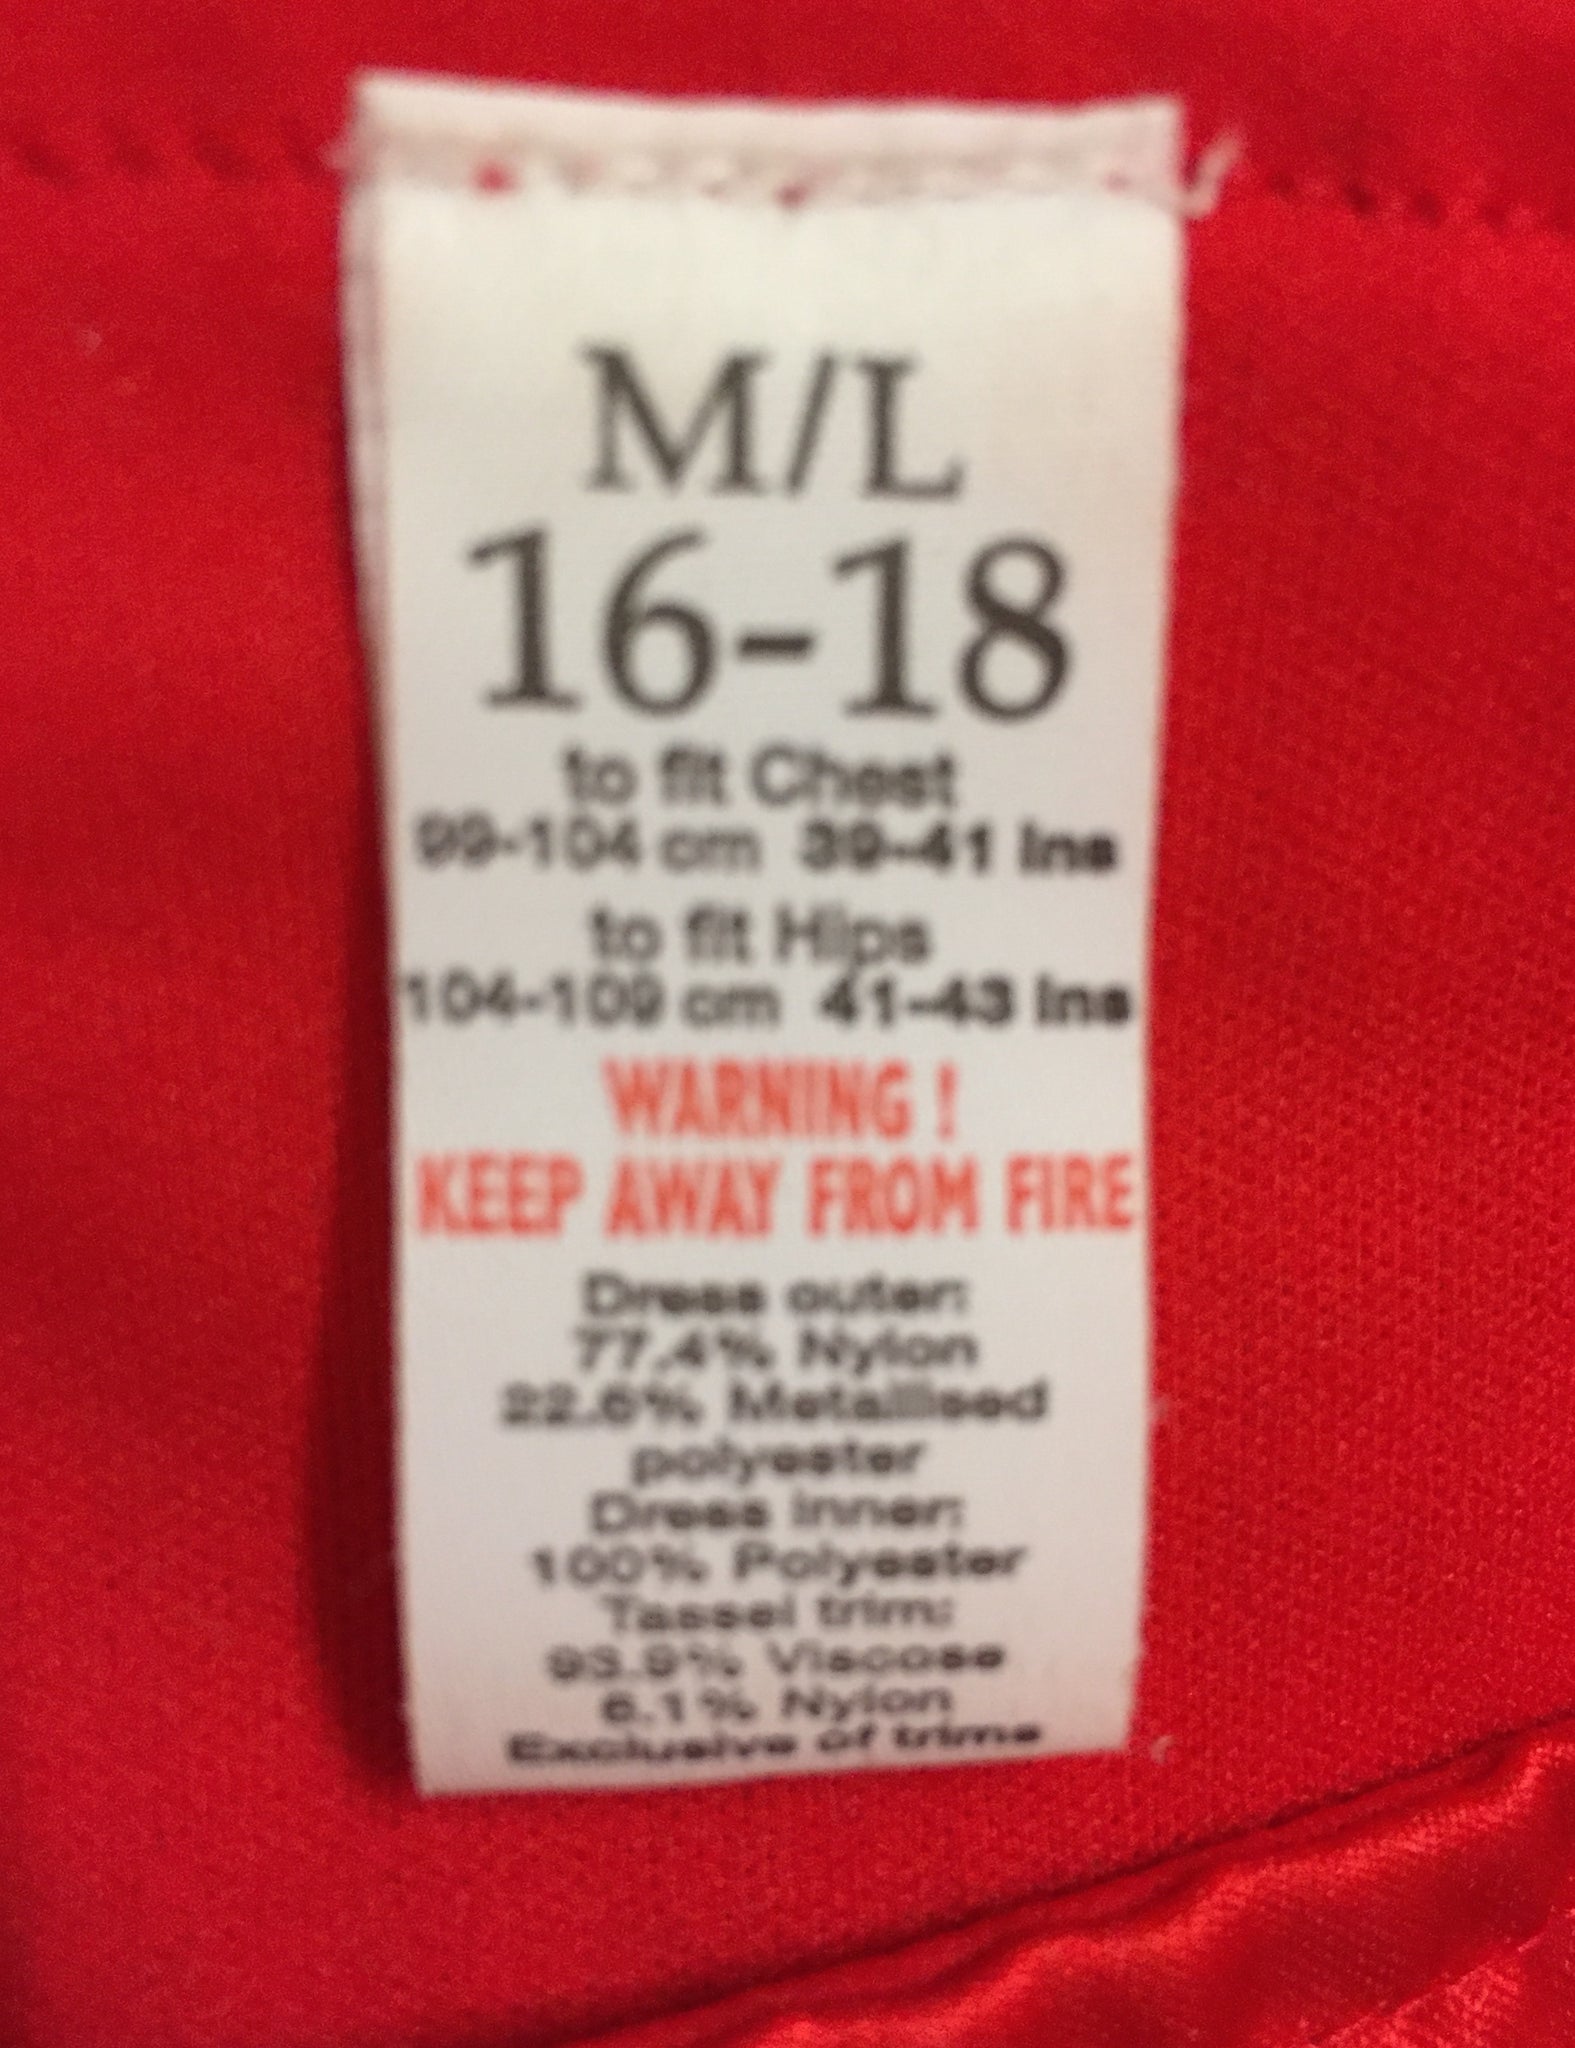 M/L
16-18
to fit Chest
99-104 cm 39-41 ins
to fit Hips
104-109 cm 41-43 ins
WARNING !
KEEP AWAY FROM FIRE
Dress outer:
77.4% Nylon
22.6% Metallised
polyester
Dress inner:
100% Polyester
Tassel trim:
93.9% Viscose
6.1% Nylon
Exclusive of trims